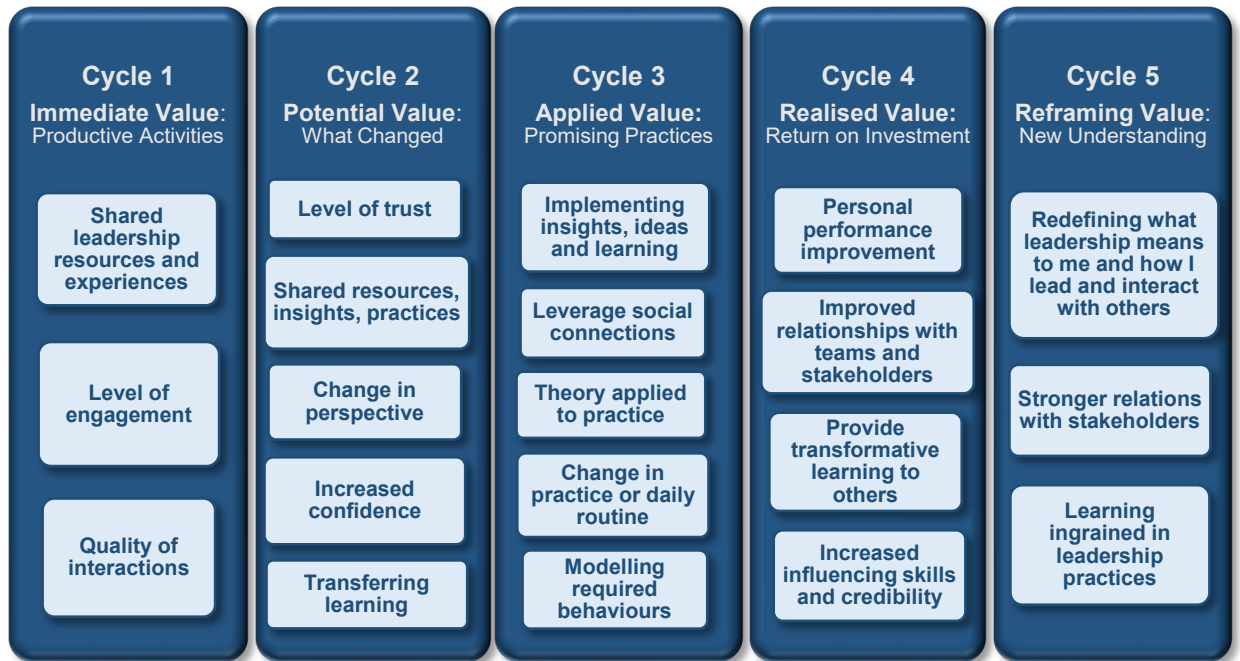 Cycle 1
Immediate Value:
Productive Activities
Shared
leadership
resources and
experiences
Level of
engagement
Quality of
interactions
Cycle 2
Potential Value:
What Changed
Level of trust
Shared resources,
insights, practices
Change in
perspective
Increased
confidence
Transferring
learning
Cycle 3
Applied Value:
Promising Practices
Implementing
insights, ideas
and learning
Leverage social
connections
Theory applied
to practice
Change in
practice or daily
routine
Modelling
required
behaviours
Cycle 4
Realised Value:
Return on Investment
Personal
performance
improvement
Improved
relationships with
teams and
stakeholders
Provide
transformative
learning to
others
Increased
influencing skills
and credibility
Cycle 5
Reframing Value:
New Understanding
Redefining what
leadership means
to me and how I
lead and interact
with others
Stronger relations
with stakeholders
Learning
ingrained in
leadership
practices